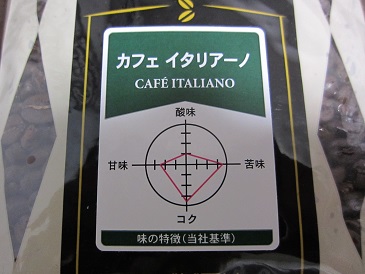 カフェ イタリアーノ
CAFÉ ITALIANO
酸味
甘味
苦味
コク
味の特徴(当社基準)